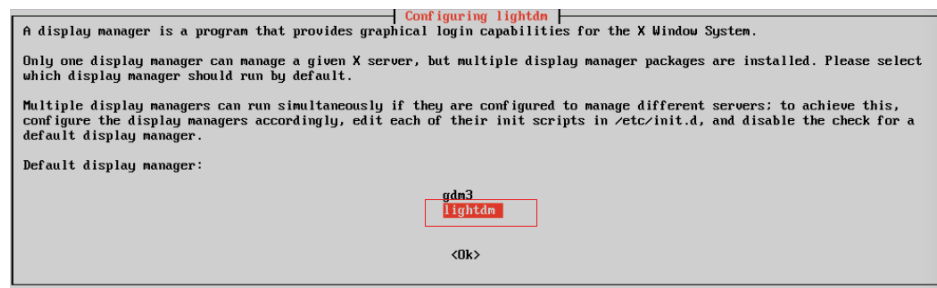 Configuring lightdm
A display manager is a program that provides graphical login capabilities for the X Window System.
Only one display manager can manage a given X server, but multiple display manager packages are installed. Please select
which display manager should run by default.
Multiple display managers can run simultaneously if they are configured to manage different servers; to achieve this,
configure the display managers accordingly, edit each of their init scripts in /etc/init.d, and disable the check for a
default display manager.
Default display manager:
gdm3
lightdm
<Ok>